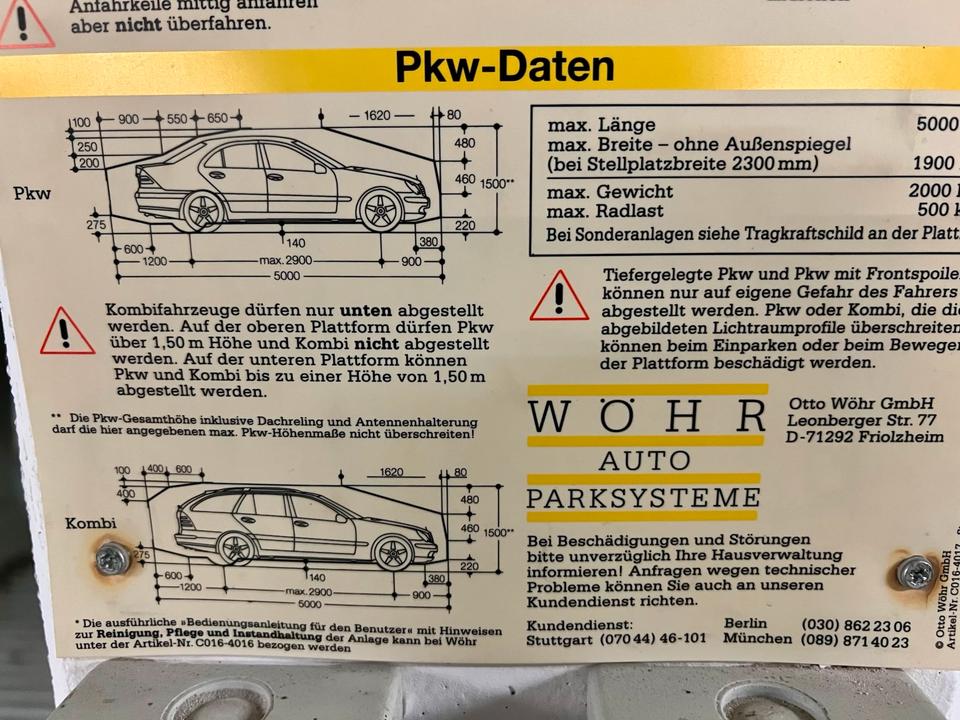 Anfahrkeile mittig anfahren
aber nicht überfahren.
Pkw-Daten
100 900 550 650 1620 80
250
200
480
460
1500**
220
Pkw
275
140
600 380
1200 max.2900 900
5000
max. Länge 5000
max. Breite – ohne Außenspiegel
(bei Stellplatzbreite 2300 mm) 1900
max. Gewicht 2000
max. Radlast 500
Bei Sonderanlagen siehe Tragkraftschild an der
Kombifahrzeuge dürfen nur unten abgestellt
werden. Auf der oberen Plattform dürfen Pkw
über 1,50 m Höhe und Kombi nicht abgestellt
werden. Auf der unteren Plattform können
Pkw und Kombi bis zu einer Höhe von 1,50 m
abgestellt werden.
** Die Pkw-Gesamthöhe inklusive Dachreling und Antennenhalterung
darf die hier angegebenen max. Pkw-Höhenmaße nicht überschreiten!
Tiefergelegte Pkw und Pkw mit
können nur auf eigene Gefahr des Fahrers
abgestellt werden. Pkw oder Kombi, die
abgebildeten Lichtraumprofile überschreiten
können beim Einparken oder beim
der Plattform beschädigt werden.
WÖHR
AUTO
PARKSYSTEME
Otto Wöhr GmbH
Leonberger Str. 77
D-71292 Friolzheim
100 400 600 1620 80
400
480
460
1500**
220
Kombi
275
140
600 380
1200 max.2900 900
5000
* Die ausführliche »Bedienungsanleitung für den Benutzer« mit Hinweisen
zur Reinigung, Pflege und Instandhaltung der Anlage kann bei Wöhr
unter der Artikel-Nr. C016-4016 bezogen werden
Bei Beschädigungen und Störungen
bitte unverzüglich Ihre Hausverwaltung
informieren! Anfragen wegen technischer
Probleme können Sie auch an unseren
Kundendienst richten.
Kundendienst: Berlin (030) 862 23 06
Stuttgart (070 44) 46-101 München (089) 871 40 23
© Otto Wöhr GmbH
Artikel-Nr. C016-4017